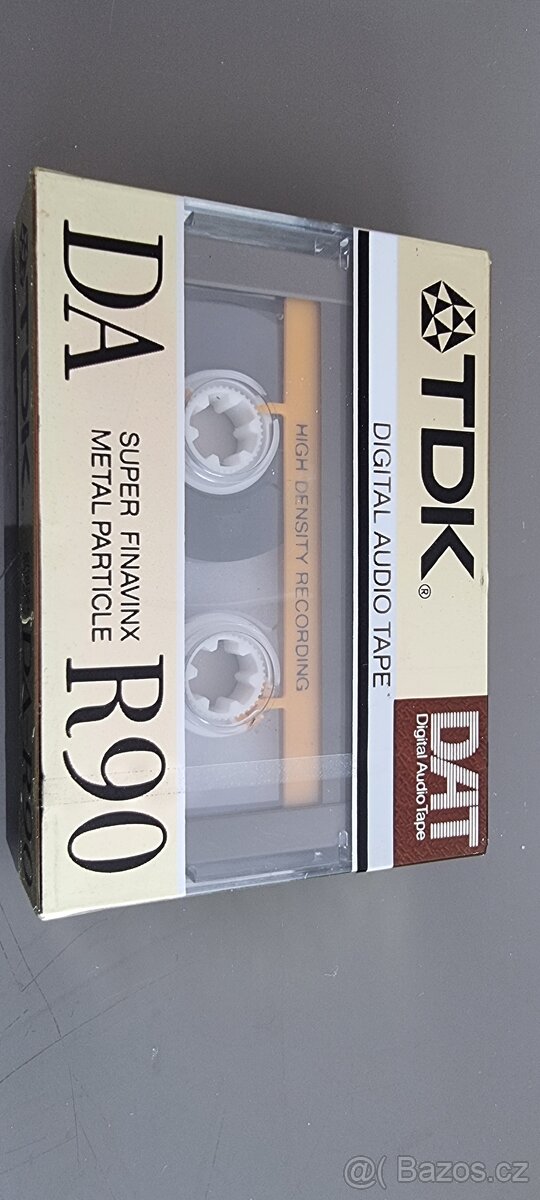 TDK®
DAT
Digital Audio Tape
DIGITAL AUDIO TAPE
HIGH DENSITY RECORDING
SUPER FINAVINX
METAL PARTICLE
DA R90
@( Bazos.cz